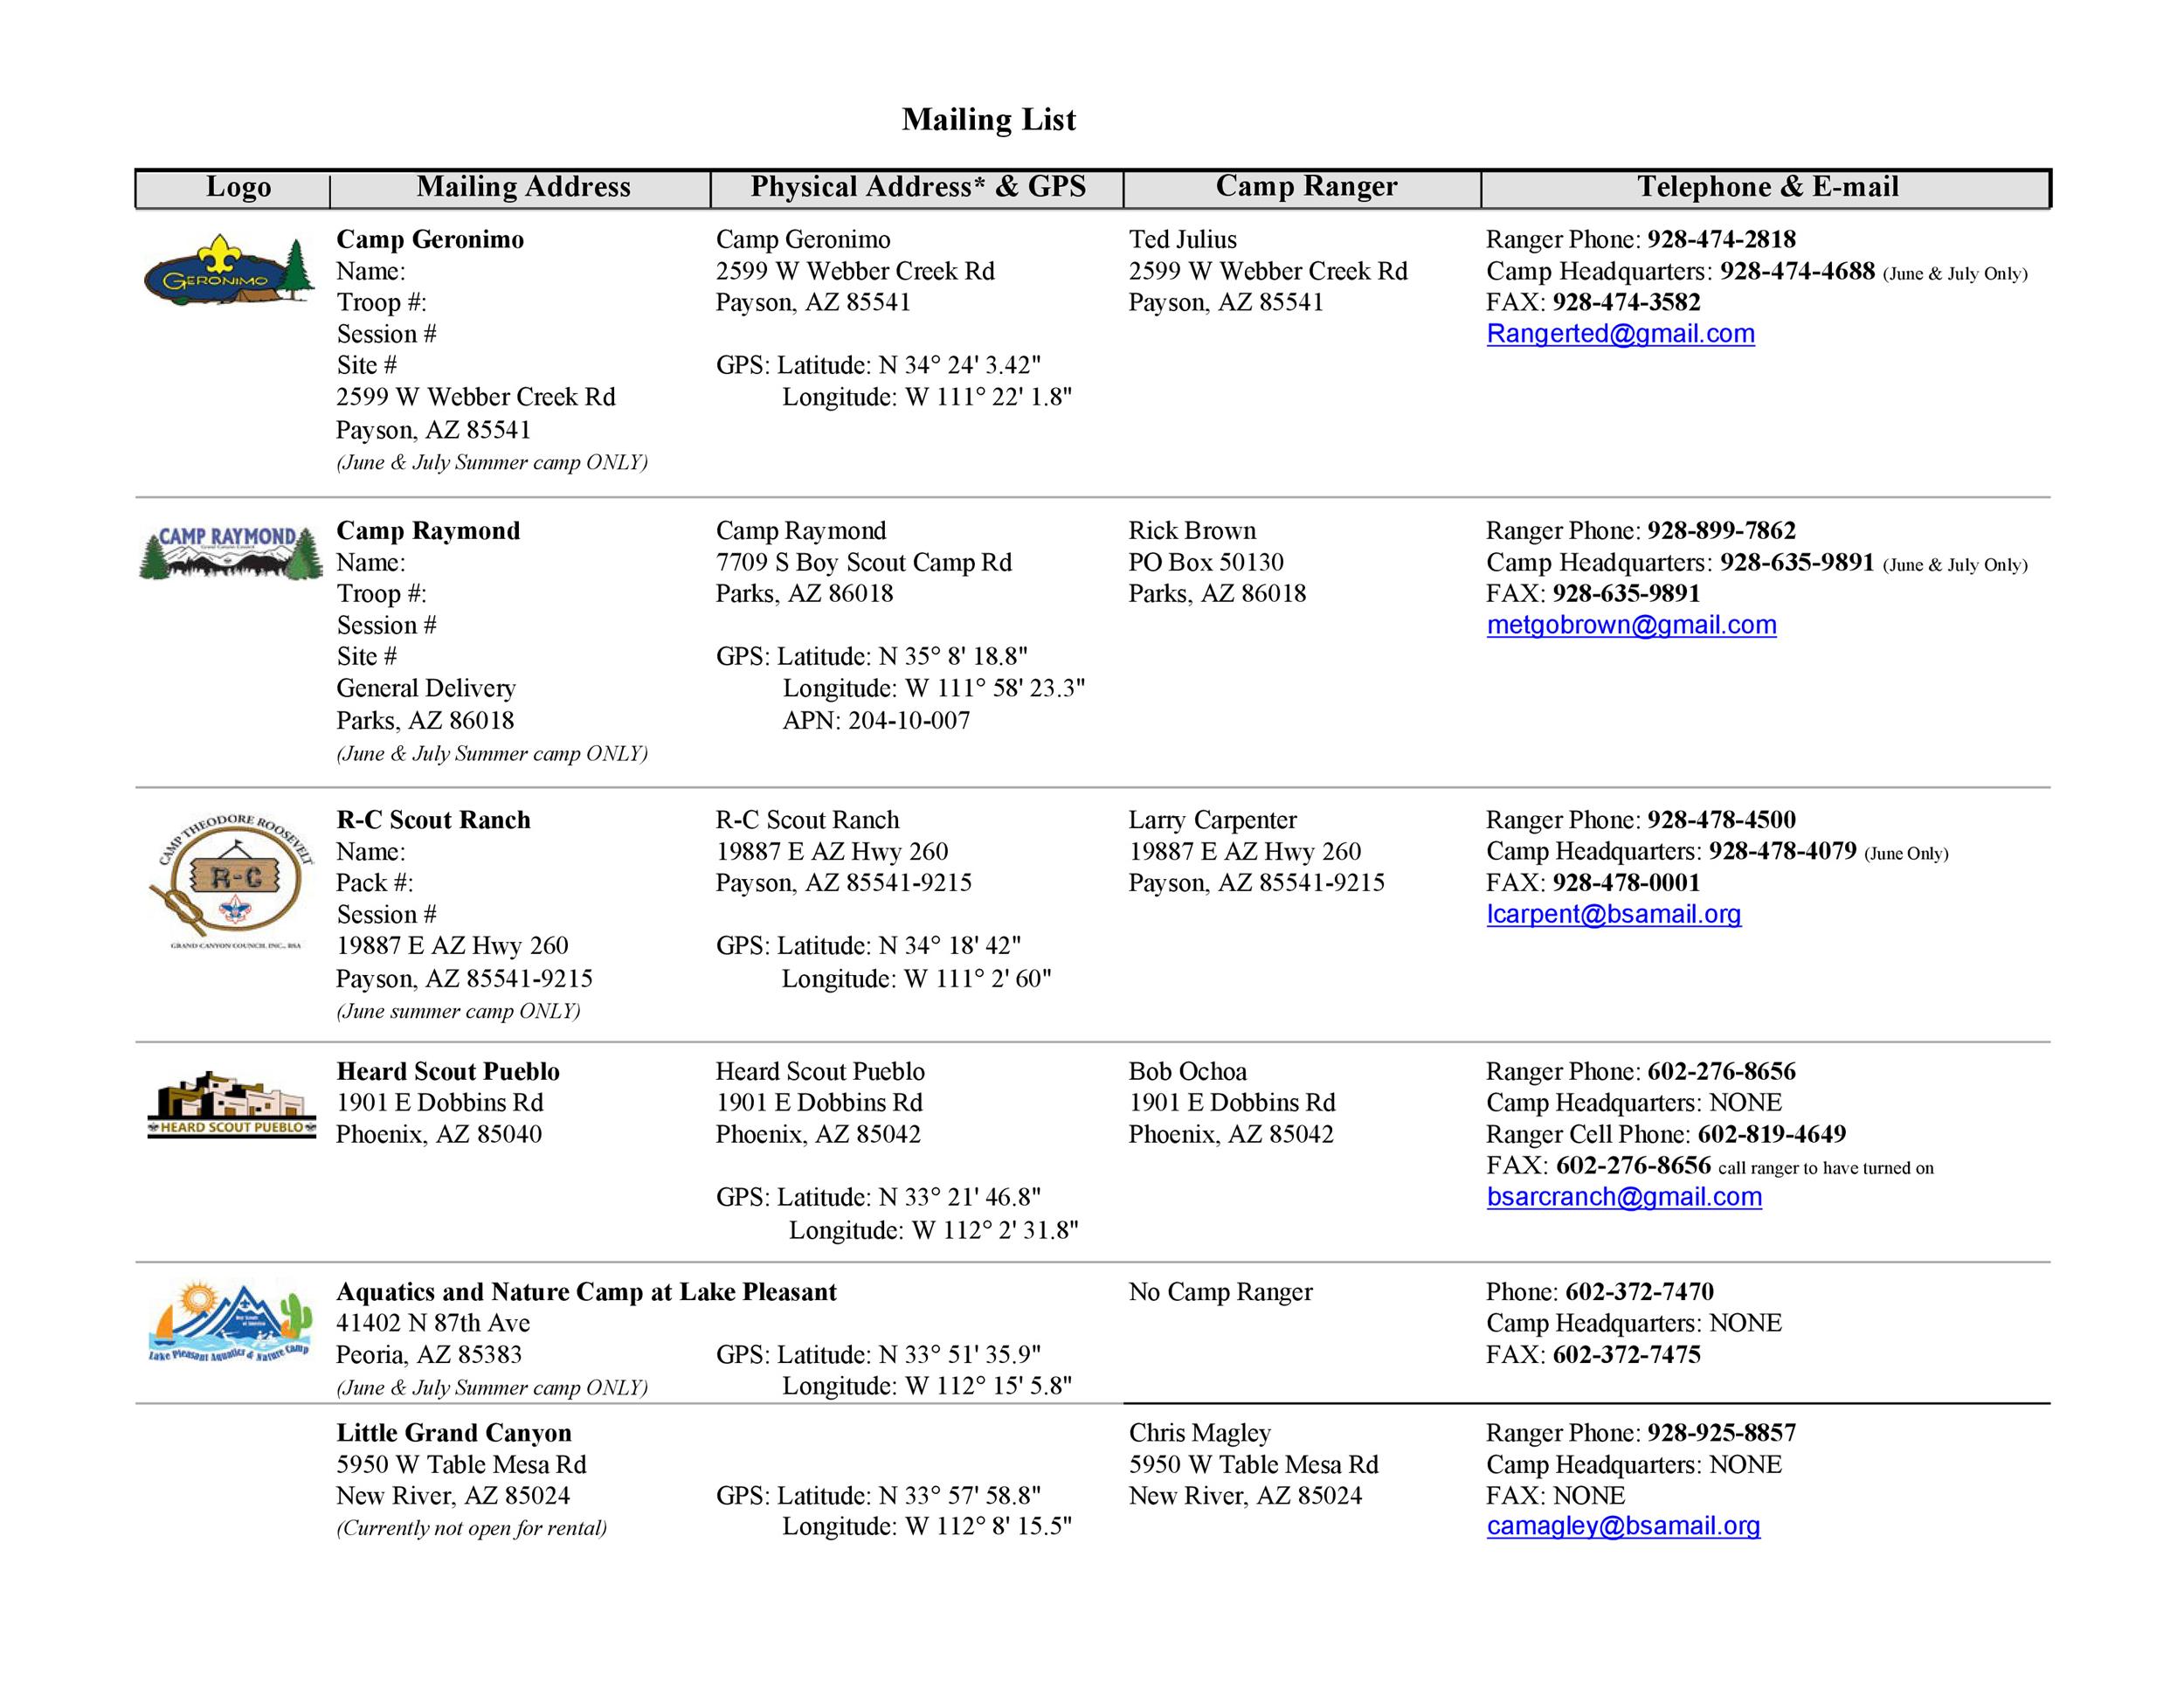 Mailing List
Logo Mailing Address Physical Address* & GPS Camp Ranger Telephone & E-mail
GERONIMO
Camp Geronimo
Name:
Troop #:
Session #
Site #
2599 W Webber Creek Rd
Payson, AZ 85541
(June & July Summer camp ONLY)
Camp Geronimo
2599 W Webber Creek Rd
Payson, AZ 85541
GPS: Latitude: N 34° 24' 3.42"
Longitude: W 111° 22' 1.8"
Ted Julius
2599 W Webber Creek Rd
Payson, AZ 85541
Ranger Phone: 928-474-2818
Camp Headquarters: 928-474-4688 (June & July Only)
FAX: 928-474-3582
Rangerted@gmail.com
CAMP RAYMOND
Grand Canyon Council
Camp Raymond
Name:
Troop #:
Session #
Site #
General Delivery
Parks, AZ 86018
(June & July Summer camp ONLY)
Camp Raymond
7709 S Boy Scout Camp Rd
Parks, AZ 86018
GPS: Latitude: N 35° 8' 18.8"
Longitude: W 111° 58' 23.3"
APN: 204-10-007
Rick Brown
PO Box 50130
Parks, AZ 86018
Ranger Phone: 928-899-7862
Camp Headquarters: 928-635-9891 (June & July Only)
FAX: 928-635-9891
metgobrown@gmail.com
CAMP THEODORE ROOSEVELT
R-C
GRAND CANYON COUNCIL INC., BSA
R-C Scout Ranch
Name:
Pack #:
Session #
19887 E AZ Hwy 260
Payson, AZ 85541-9215
(June summer camp ONLY)
R-C Scout Ranch
19887 E AZ Hwy 260
Payson, AZ 85541-9215
GPS: Latitude: N 34° 18' 42"
Longitude: W 111° 2' 60"
Larry Carpenter
19887 E AZ Hwy 260
Payson, AZ 85541-9215
Ranger Phone: 928-478-4500
Camp Headquarters: 928-478-4079 (June Only)
FAX: 928-478-0001
lcarpent@bsamail.org
HEARD SCOUT PUEBLO
Heard Scout Pueblo
1901 E Dobbins Rd
Phoenix, AZ 85040
Heard Scout Pueblo
1901 E Dobbins Rd
Phoenix, AZ 85042
GPS: Latitude: N 33° 21' 46.8"
Longitude: W 112° 2' 31.8"
Bob Ochoa
1901 E Dobbins Rd
Phoenix, AZ 85042
Ranger Phone: 602-276-8656
Camp Headquarters: NONE
Ranger Cell Phone: 602-819-4649
FAX: 602-276-8656 call ranger to have turned on
bsarcranch@gmail.com
Boy Scouts
of America
Lake Pleasant Aquatics & Nature Camp
Aquatics and Nature Camp at Lake Pleasant
41402 N 87th Ave
Peoria, AZ 85383
(June & July Summer camp ONLY)
GPS: Latitude: N 33° 51' 35.9"
Longitude: W 112° 15' 5.8"
No Camp Ranger
Phone: 602-372-7470
Camp Headquarters: NONE
FAX: 602-372-7475
Little Grand Canyon
5950 W Table Mesa Rd
New River, AZ 85024
(Currently not open for rental)
GPS: Latitude: N 33° 57' 58.8"
Longitude: W 112° 8' 15.5"
Chris Magley
5950 W Table Mesa Rd
New River, AZ 85024
Ranger Phone: 928-925-8857
Camp Headquarters: NONE
FAX: NONE
camagley@bsamail.org